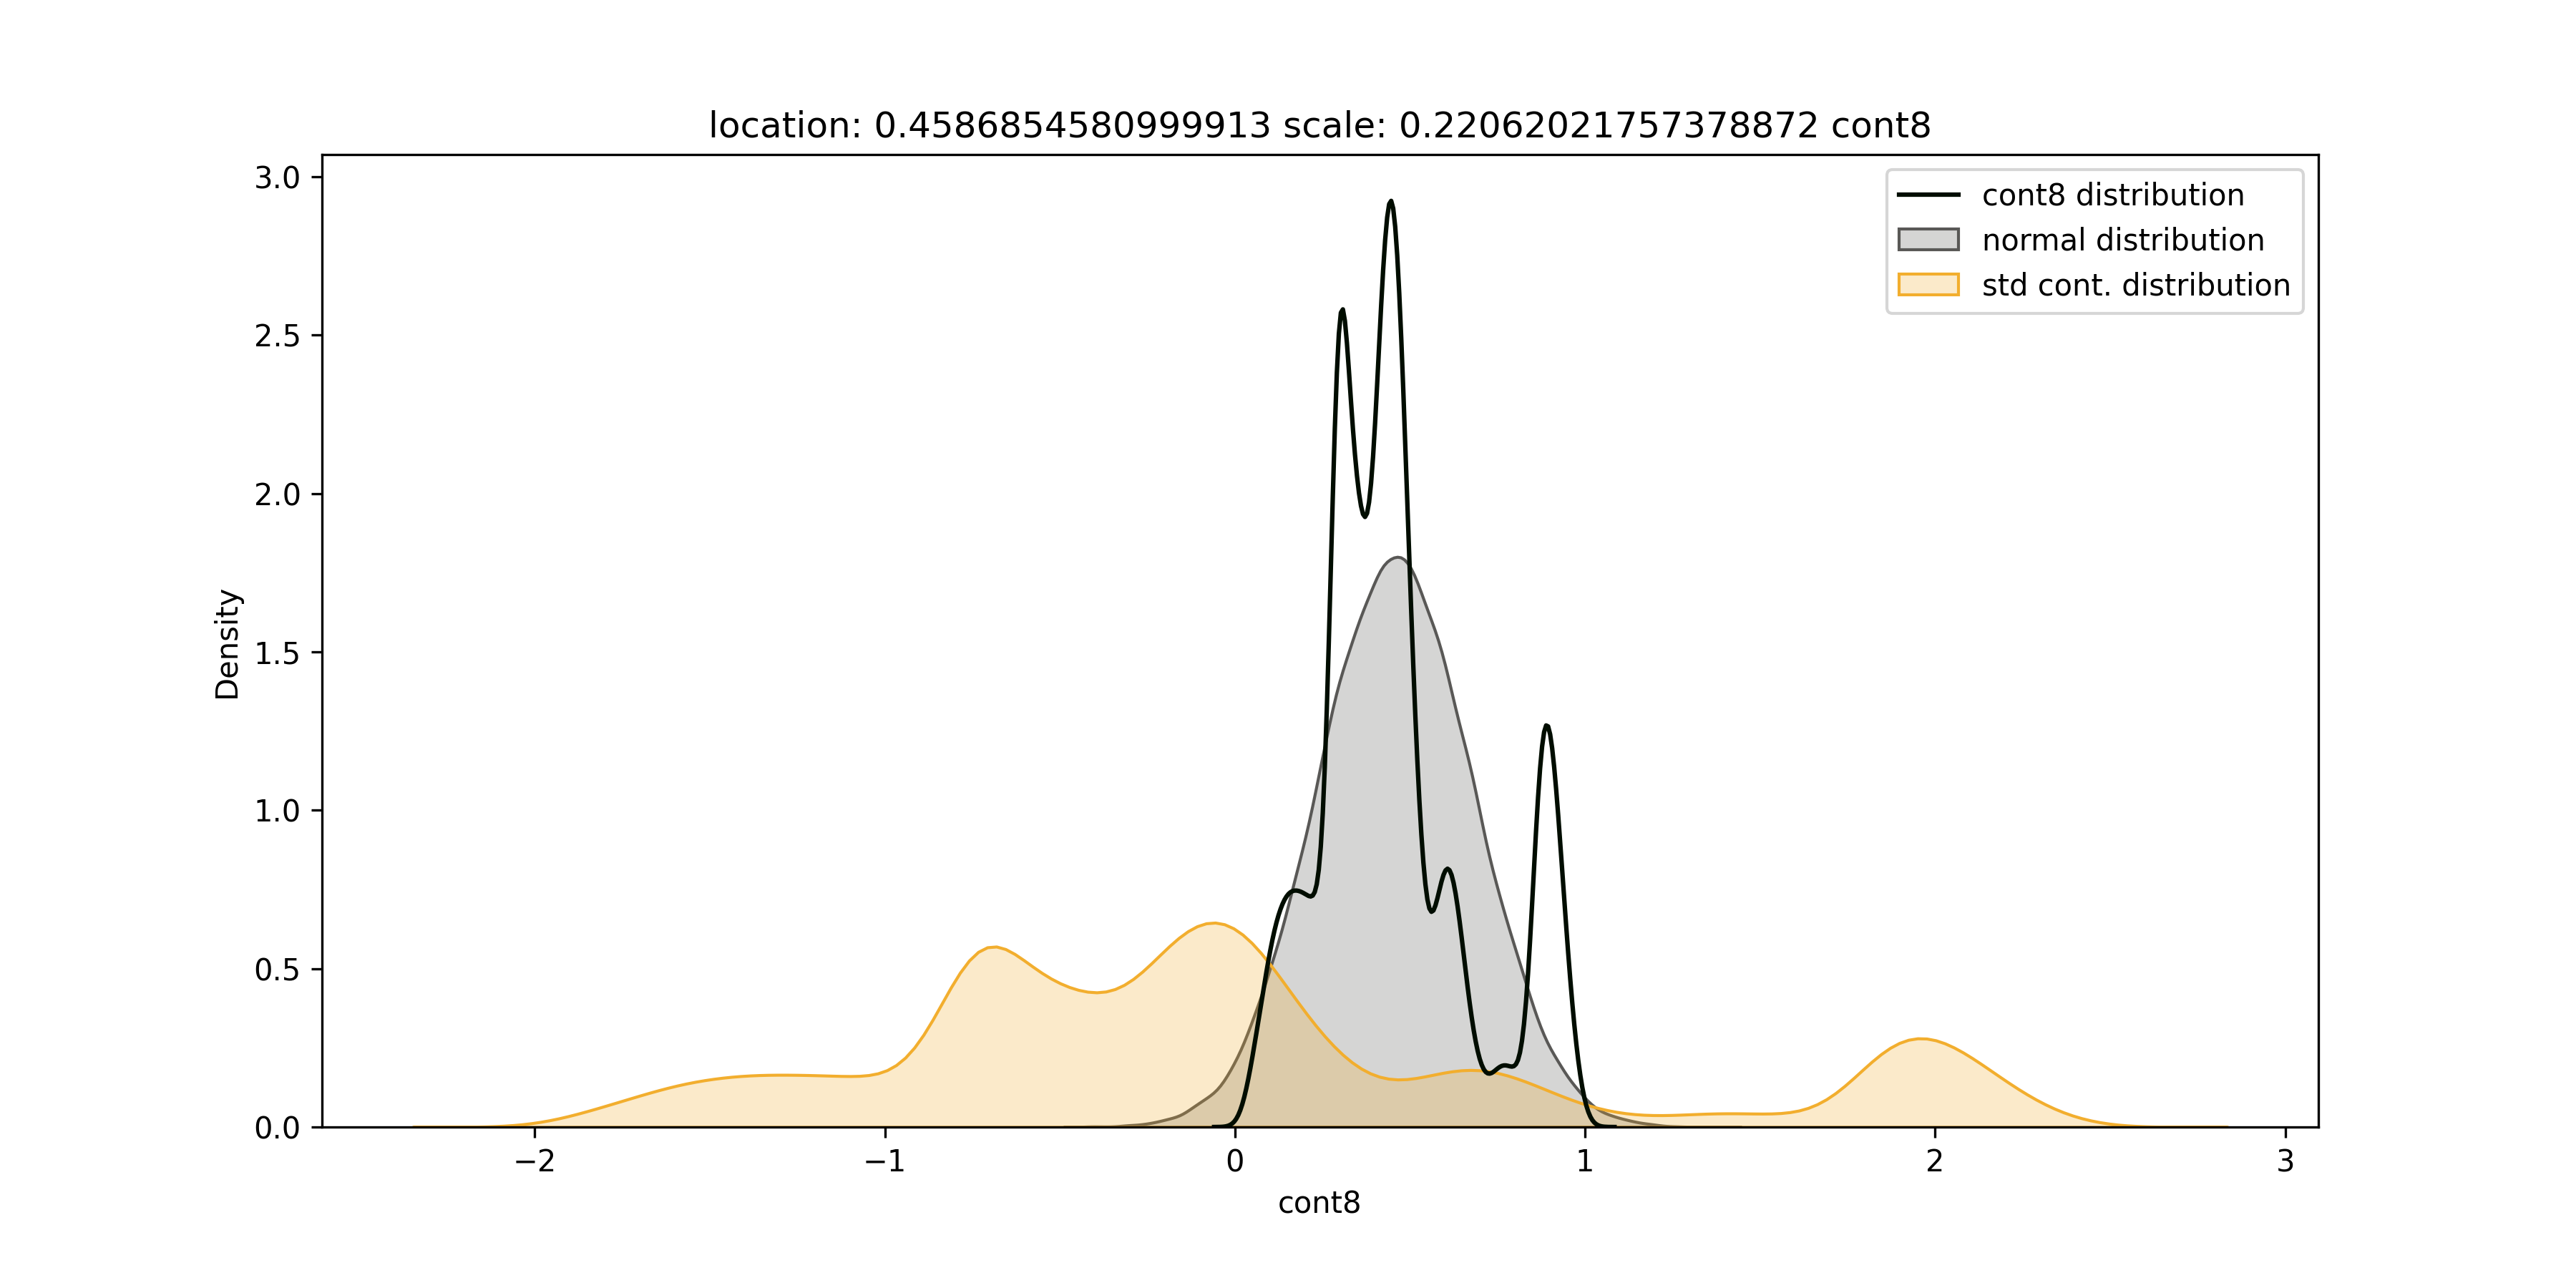 location: 0.4586854580999913 scale: 0.22062021757378872 cont8
cont8 distribution
normal distribution
std cont. distribution
3.0
2.5
2.0
1.5
1.0
0.5
0.0
Density
−2 −1 0 1 2 3
cont8